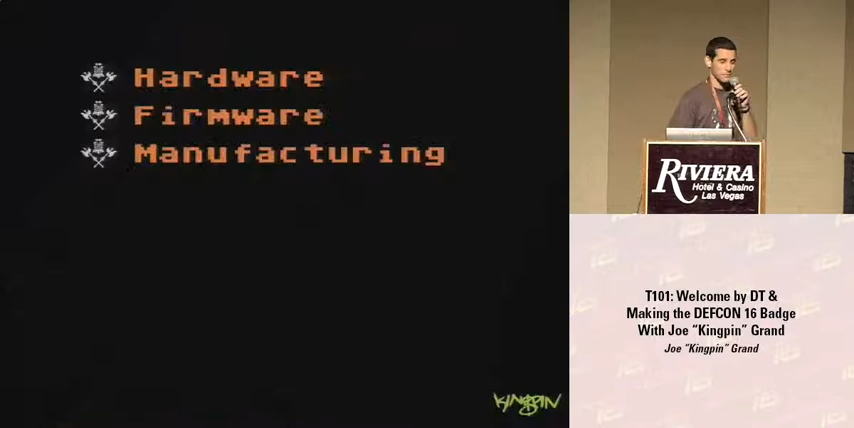 Hardware
Firmware
Manufacturing
KINGPIN
RIVIERA
Hotel & Casino
Las Vegas
T101: Welcome by DT &
Making the DEFCON 16 Badge
With Joe “Kingpin” Grand
Joe “Kingpin” Grand